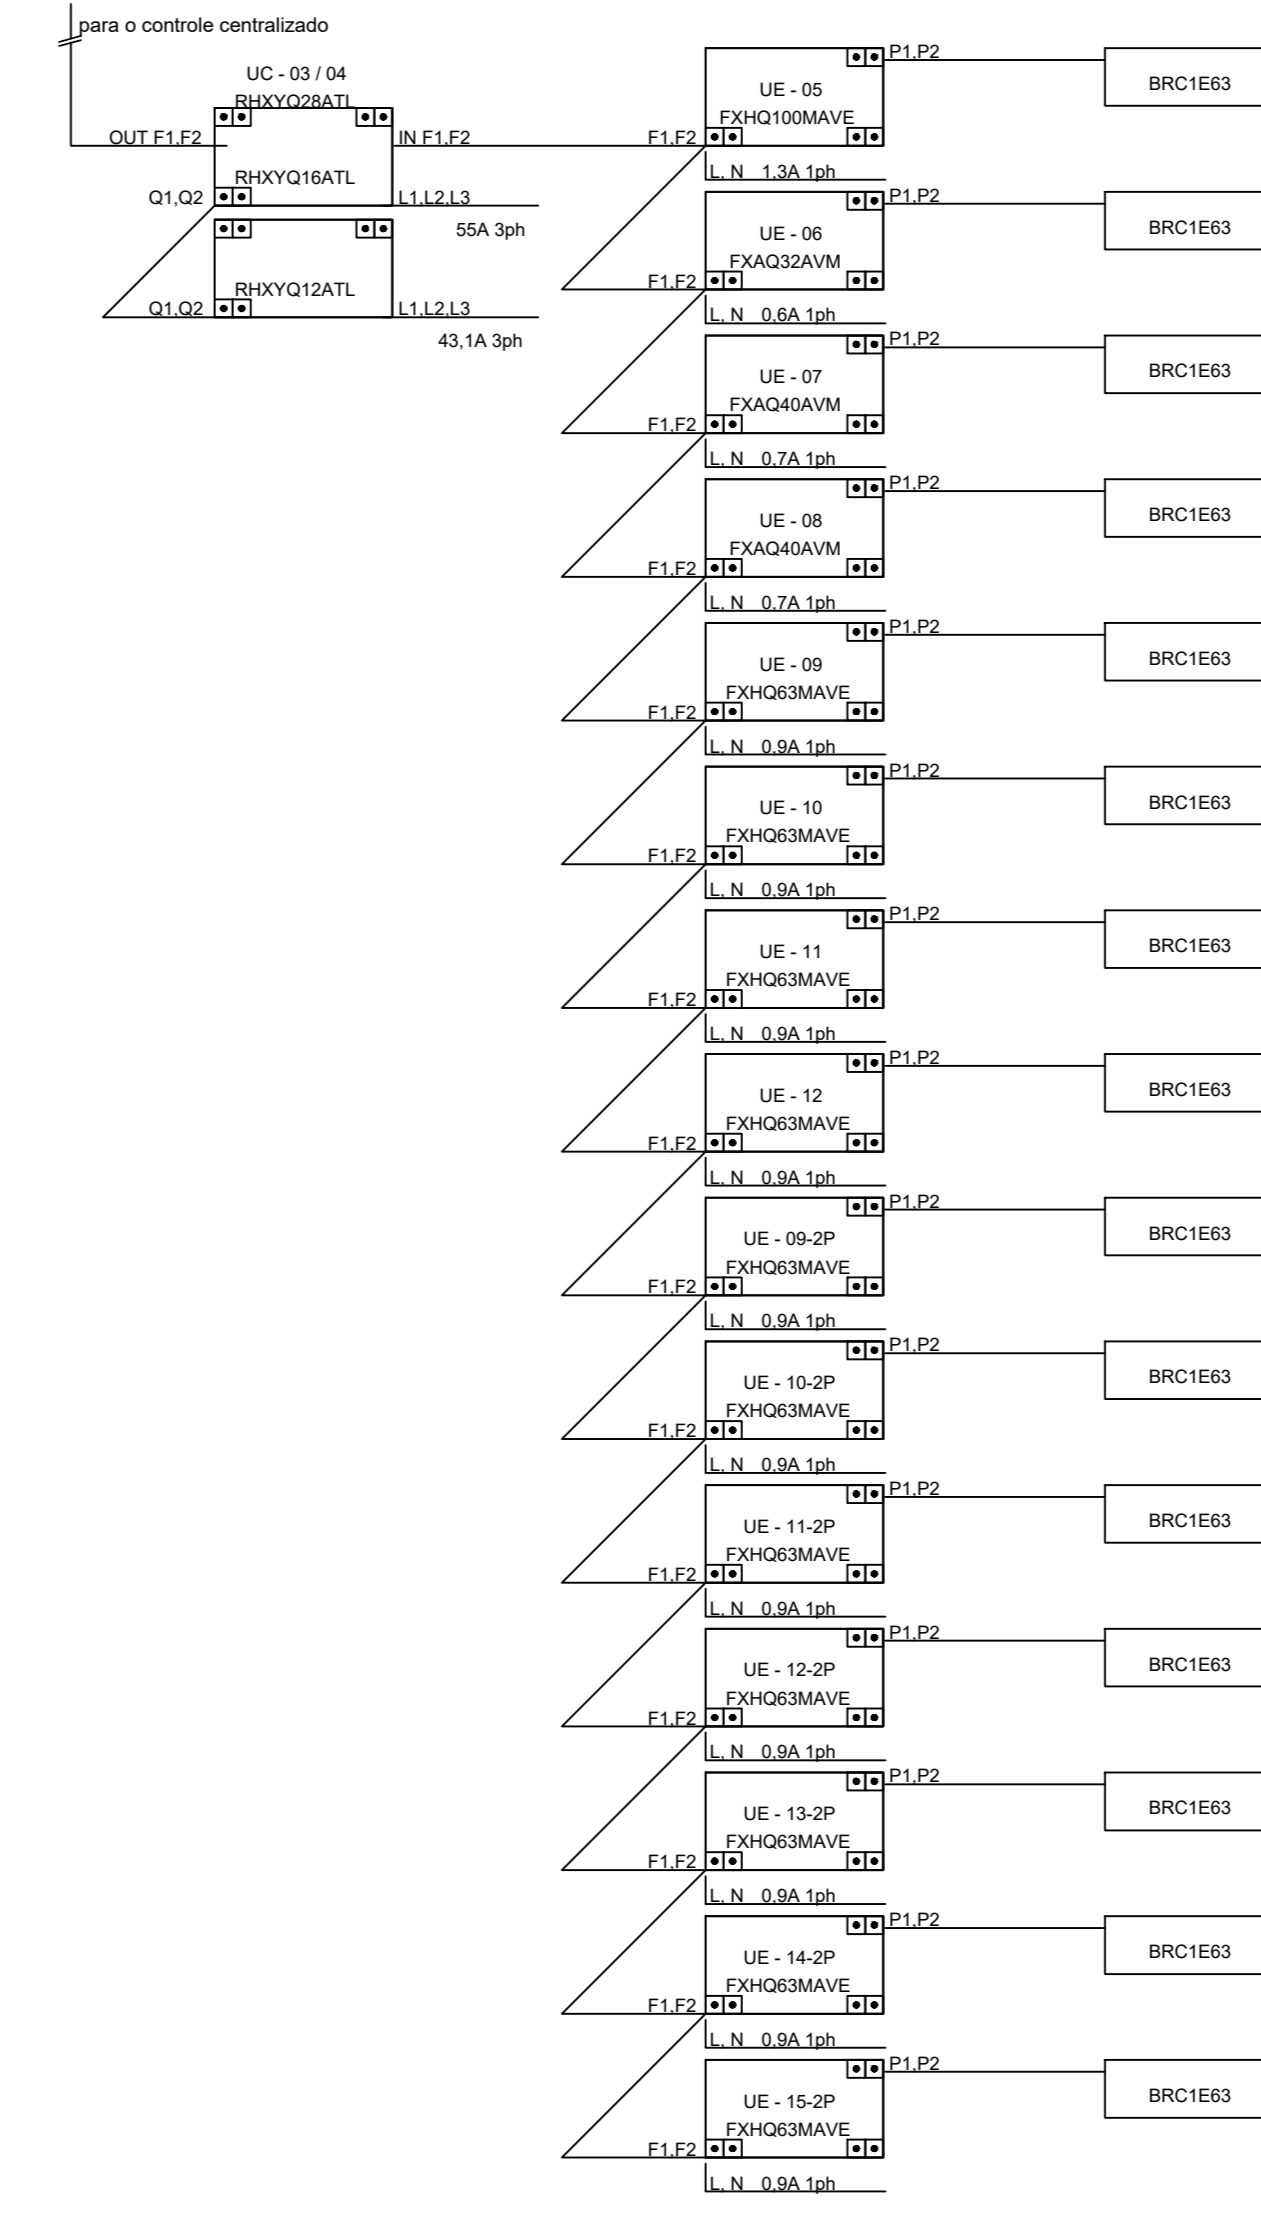 para o controle centralizado
UC - 03 / 04
RHXYQ28ATL
OUT F1,F2
IN F1,F2
RHXYQ16ATL
Q1,Q2
L1,L2,L3
55A 3ph
RHXYQ12ATL
Q1,Q2
L1,L2,L3
43,1A 3ph
P1,P2
UE - 05
BRC1E63
FXHQ100MAVE
F1,F2
L, N 1,3A 1ph
P1,P2
UE - 06
BRC1E63
FXAQ32AVM
F1,F2
L, N 0,6A 1ph
P1,P2
UE - 07
BRC1E63
FXAQ40AVM
F1,F2
L, N 0,7A 1ph
P1,P2
UE - 08
BRC1E63
FXAQ40AVM
F1,F2
L, N 0,7A 1ph
P1,P2
UE - 09
BRC1E63
FXHQ63MAVE
F1,F2
L, N 0,9A 1ph
P1,P2
UE - 10
BRC1E63
FXHQ63MAVE
F1,F2
L, N 0,9A 1ph
P1,P2
UE - 11
BRC1E63
FXHQ63MAVE
F1,F2
L, N 0,9A 1ph
P1,P2
UE - 12
BRC1E63
FXHQ63MAVE
F1,F2
L, N 0,9A 1ph
P1,P2
UE - 09-2P
BRC1E63
FXHQ63MAVE
F1,F2
L, N 0,9A 1ph
P1,P2
UE - 10-2P
BRC1E63
FXHQ63MAVE
F1,F2
L, N 0,9A 1ph
P1,P2
UE - 11-2P
BRC1E63
FXHQ63MAVE
F1,F2
L, N 0,9A 1ph
P1,P2
UE - 12-2P
BRC1E63
FXHQ63MAVE
F1,F2
L, N 0,9A 1ph
P1,P2
UE - 13-2P
BRC1E63
FXHQ63MAVE
F1,F2
L, N 0,9A 1ph
P1,P2
UE - 14-2P
BRC1E63
FXHQ63MAVE
F1,F2
L, N 0,9A 1ph
P1,P2
UE - 15-2P
BRC1E63
FXHQ63MAVE
F1,F2
L, N 0,9A 1ph